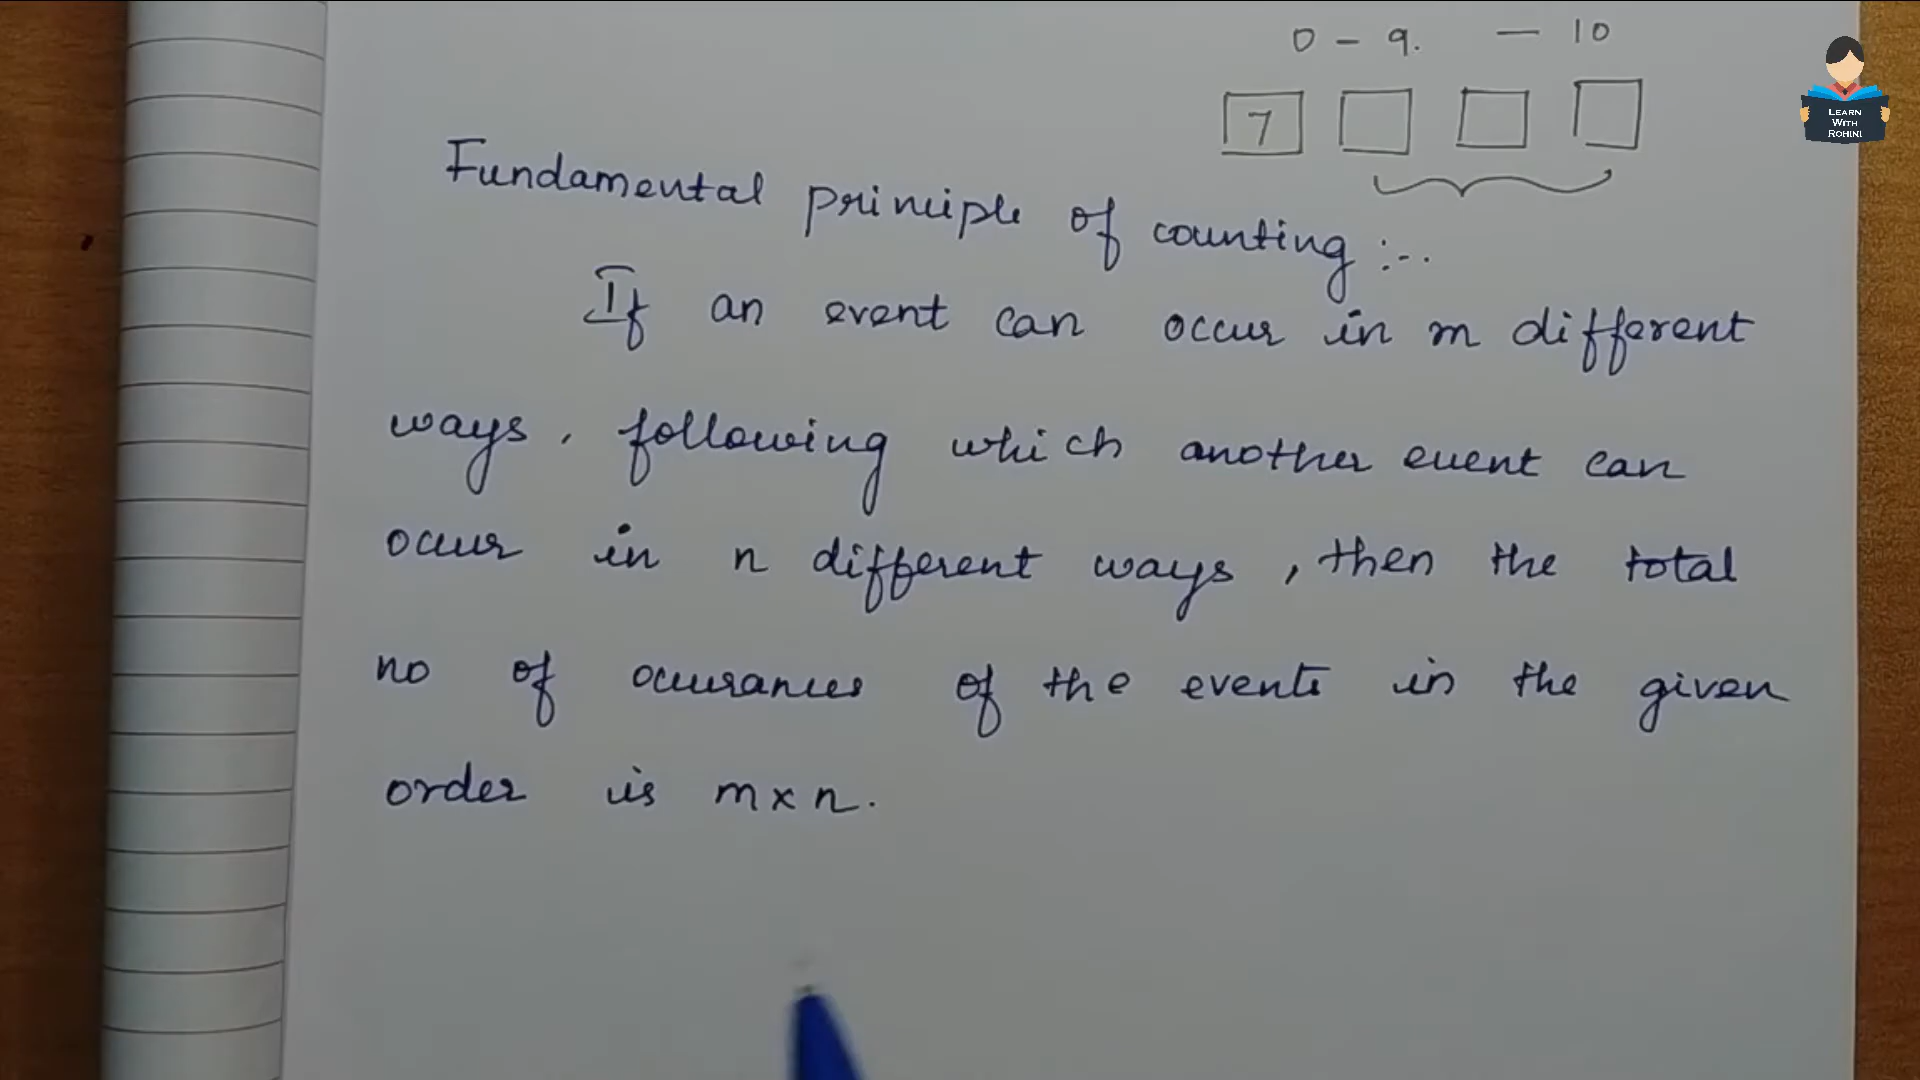 0 - 9. — 10
7
LEARN
WITH
ROHINI
Fundamental principle of counting :-.
If an event can occur in m different
ways, following which another event can
occur in n different ways, then the total
no of occurances of the events in the given
order is m x n.